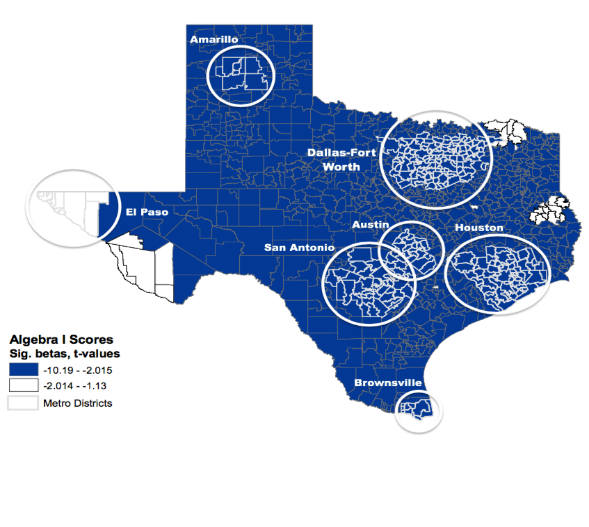 Amarillo
Dallas-Fort
Worth
El Paso
Austin
Houston
San Antonio
Brownsville
Algebra I Scores
Sig. betas, t-values
-10.19 - -2.015
-2.014 - -1.13
Metro Districts